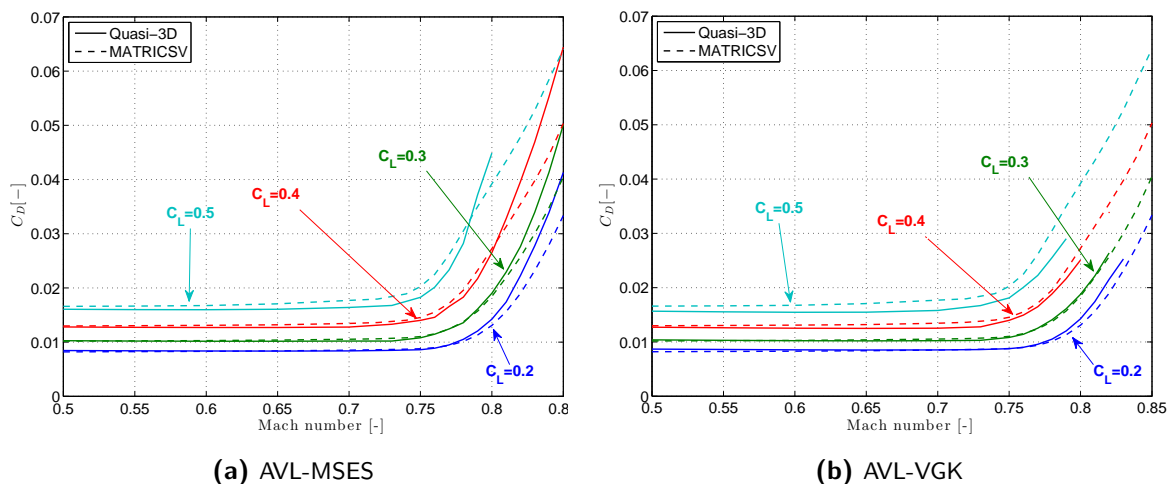 0.07
0.06
0.05
0.04
0.03
0.02
0.01
0
C_D[−]
Quasi−3D
MATRICSV
C_L=0.5
C_L=0.4
C_L=0.3
C_L=0.2
0.5 0.55 0.6 0.65 0.7 0.75 0.8 0.8
Mach number [-]
(a) AVL-MSES
0.07
0.06
0.05
0.04
0.03
0.02
0.01
0
C_D[−]
Quasi−3D
MATRICSV
C_L=0.5
C_L=0.4
C_L=0.3
C_L=0.2
0.5 0.55 0.6 0.65 0.7 0.75 0.8 0.85
Mach number [-]
(b) AVL-VGK